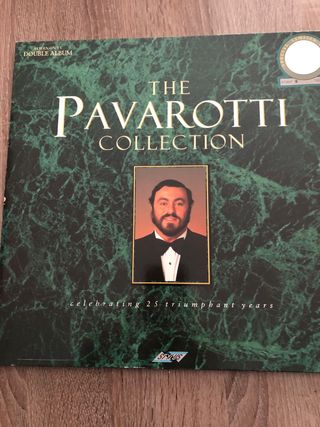 DOUBLE ALBUM
THE
PAVAROTTI
COLLECTION
celebrating 25 triumphant years